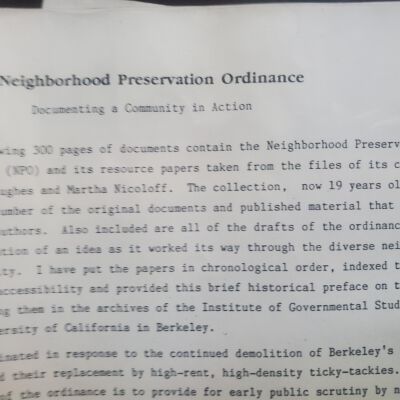 Neighborhood Preservation Ordinance
Documenting a Community in Action
wing 300 pages of documents contain the Neighborhood Preserv
(NPO) and its resource papers taken from the files of its c
ughes and Martha Nicoloff. The collection, now 19 years ol
umber of the original documents and published material that
uthors. Also included are all of the drafts of the ordinanc
tion of an idea as it worked its way through the diverse nei
ty. I have put the papers in chronological order, indexed t
accessibility and provided this brief historical preface on t
ng them in the archives of the Institute of Governmental Stud
ersity of California in Berkeley.
inated in response to the continued demolition of Berkeley's
d their replacement by high-rent, high-density ticky-tackies.
of the ordinance is to provide for early public scrutiny by n